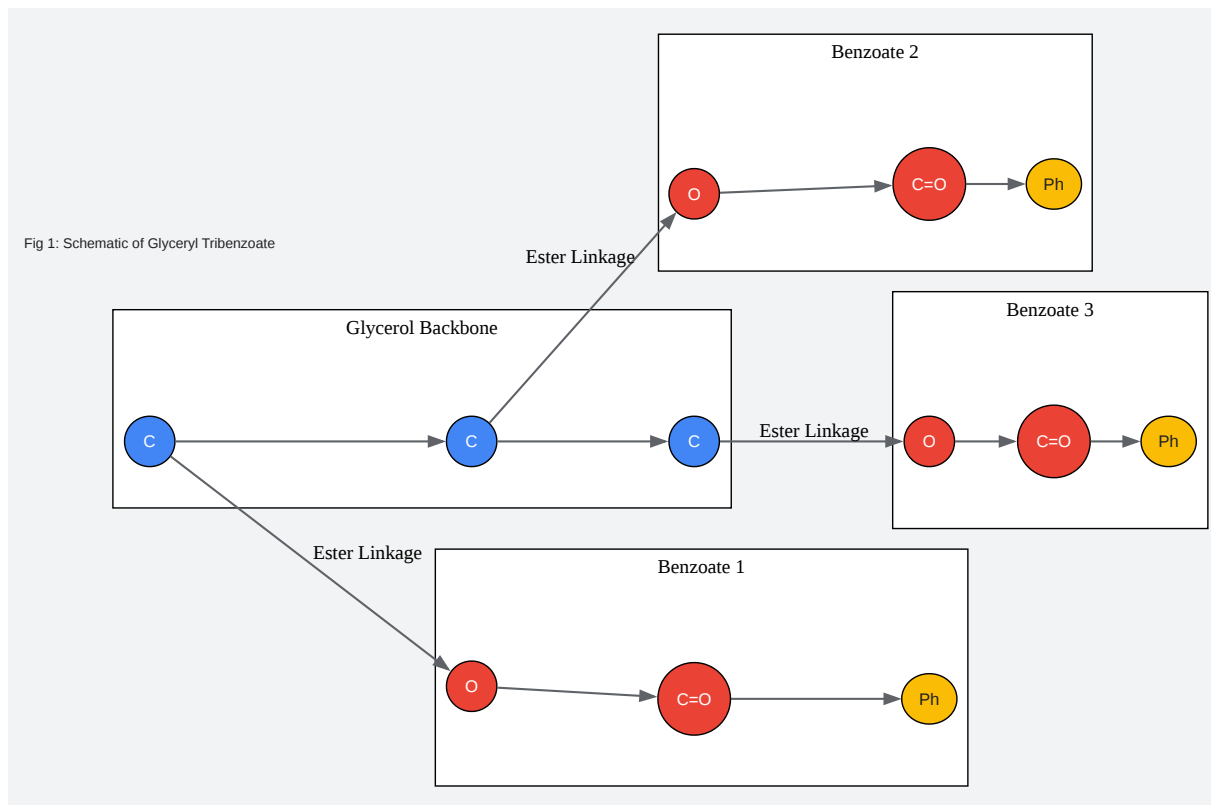 Benzoate 2
O
C=O
Ph
Fig 1: Schematic of Glyceryl Tribenzoate
Ester Linkage
Benzoate 3
Glycerol Backbone
C
C
C
Ester Linkage
O
C=O
Ph
Ester Linkage
Benzoate 1
O
C=O
Ph